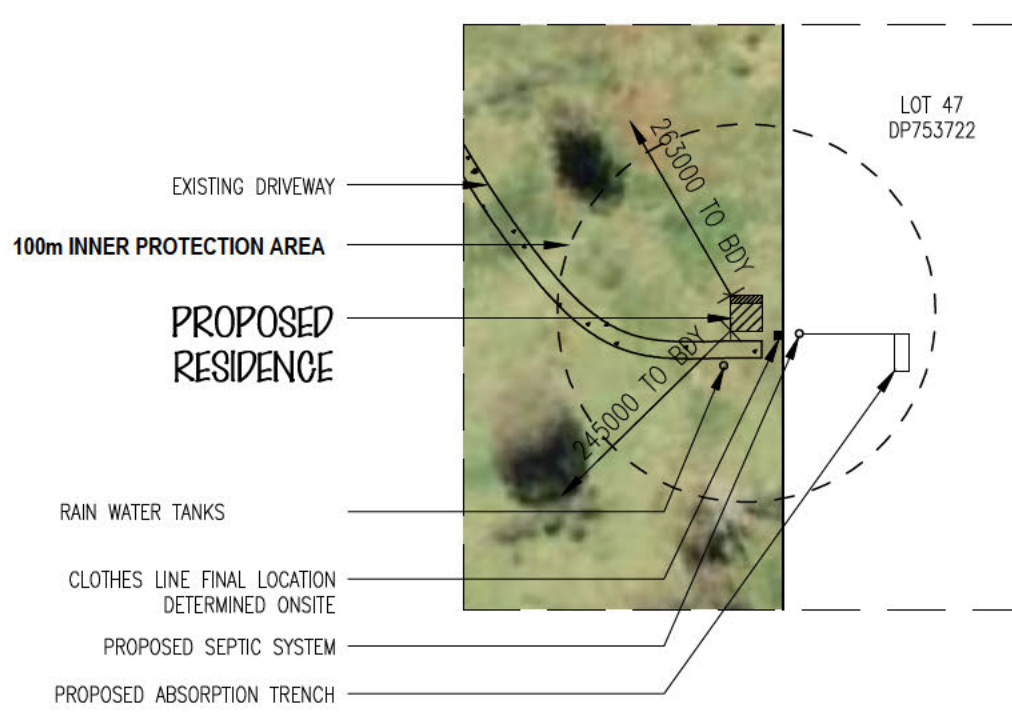 LOT 47
DP753722
263000 TO BDY
EXISTING DRIVEWAY
100m INNER PROTECTION AREA
PROPOSED
RESIDENCE
245000 TO BDY
RAIN WATER TANKS
CLOTHES LINE FINAL LOCATION
DETERMINED ONSITE
PROPOSED SEPTIC SYSTEM
PROPOSED ABSORPTION TRENCH